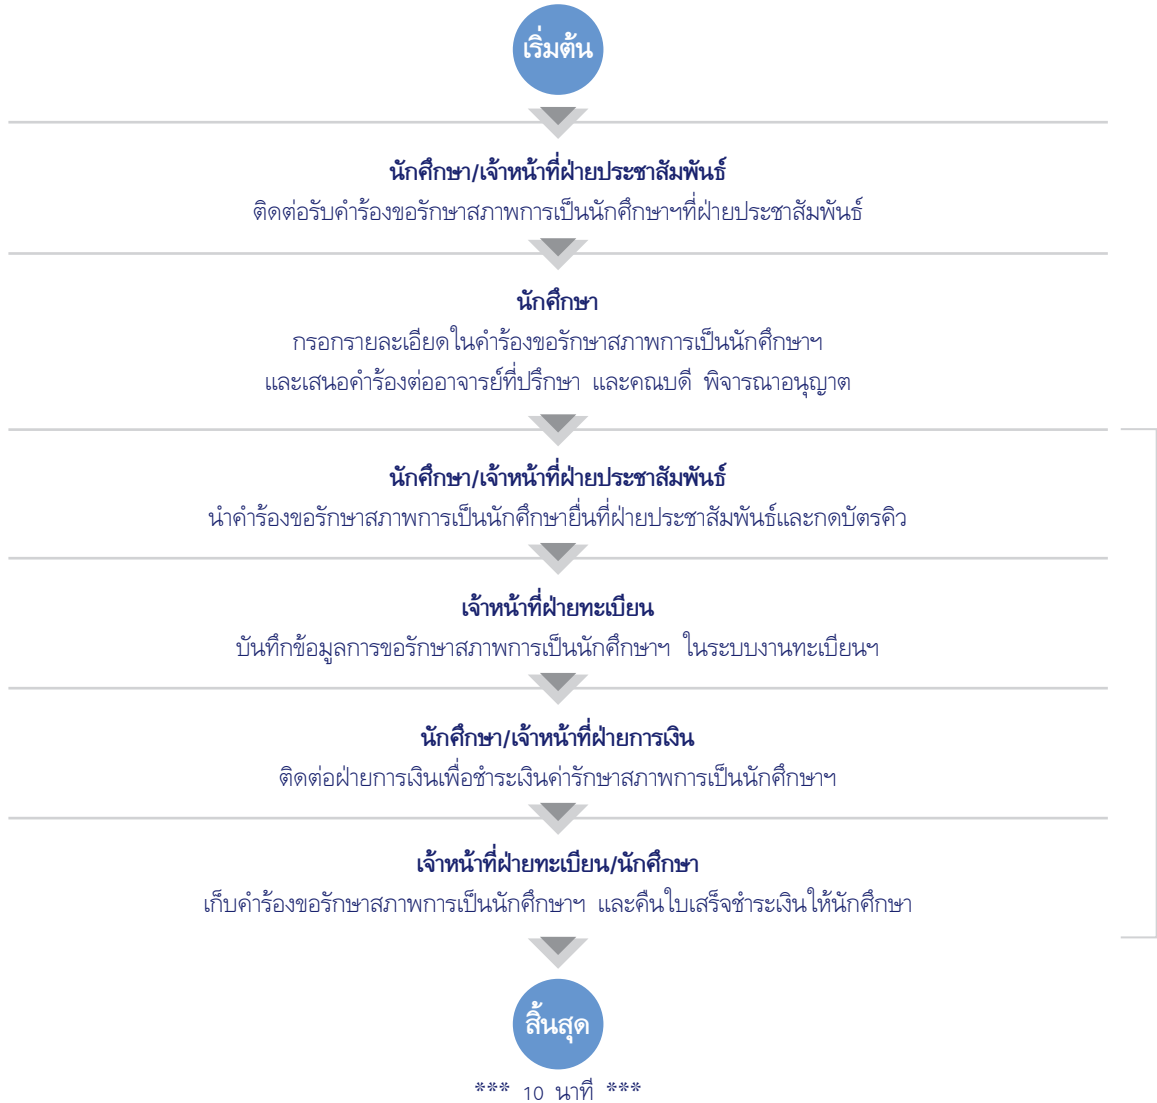 เริ่มต้น
นักศึกษา/เจ้าหน้าที่ฝ่ายประชาสัมพันธ์
ติดต่อรับคำร้องขอรักษาสภาพการเป็นนักศึกษาฯที่ฝ่ายประชาสัมพันธ์
นักศึกษา
กรอกรายละเอียดในคำร้องขอรักษาสภาพการเป็นนักศึกษาฯ
และเสนอคำร้องต่ออาจารย์ที่ปรึกษา และคณบดี พิจารณาอนุญาต
นักศึกษา/เจ้าหน้าที่ฝ่ายประชาสัมพันธ์
นำคำร้องขอรักษาสภาพการเป็นนักศึกษายื่นที่ฝ่ายประชาสัมพันธ์และกดบัตรคิว
เจ้าหน้าที่ฝ่ายทะเบียน
บันทึกข้อมูลการขอรักษาสภาพการเป็นนักศึกษาฯ ในระบบงานทะเบียนฯ
นักศึกษา/เจ้าหน้าที่ฝ่ายการเงิน
ติดต่อฝ่ายการเงินเพื่อชำระเงินค่ารักษาสภาพการเป็นนักศึกษาฯ
เจ้าหน้าที่ฝ่ายทะเบียน/นักศึกษา
เก็บคำร้องขอรักษาสภาพการเป็นนักศึกษาฯ และคืนใบเสร็จชำระเงินให้นักศึกษา
สิ้นสุด
*** 10 นาที ***